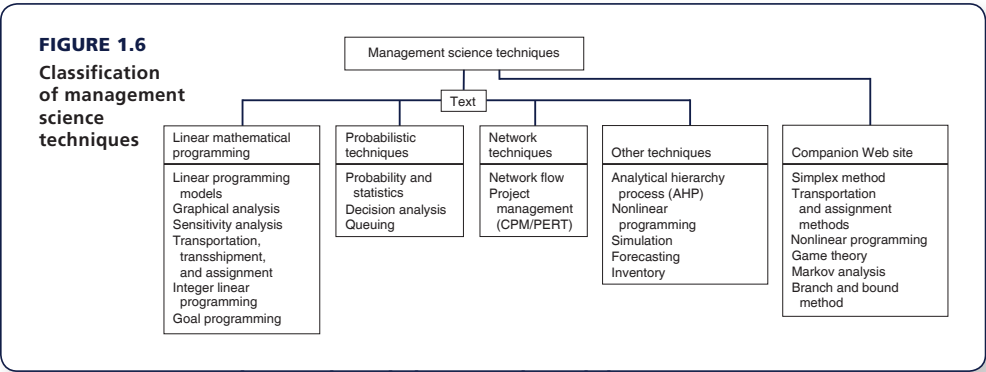 FIGURE 1.6
Classification
of management
science
techniques
Management science techniques
Text
Linear mathematical
programming
Linear programming
models
Graphical analysis
Sensitivity analysis
Transportation,
transshipment,
and assignment
Integer linear
programming
Goal programming
Probabilistic
techniques
Probability and
statistics
Decision analysis
Queuing
Network
techniques
Network flow
Project
management
(CPM/PERT)
Other techniques
Analytical hierarchy
process (AHP)
Nonlinear
programming
Simulation
Forecasting
Inventory
Companion Web site
Simplex method
Transportation
and assignment
methods
Nonlinear programming
Game theory
Markov analysis
Branch and bound
method